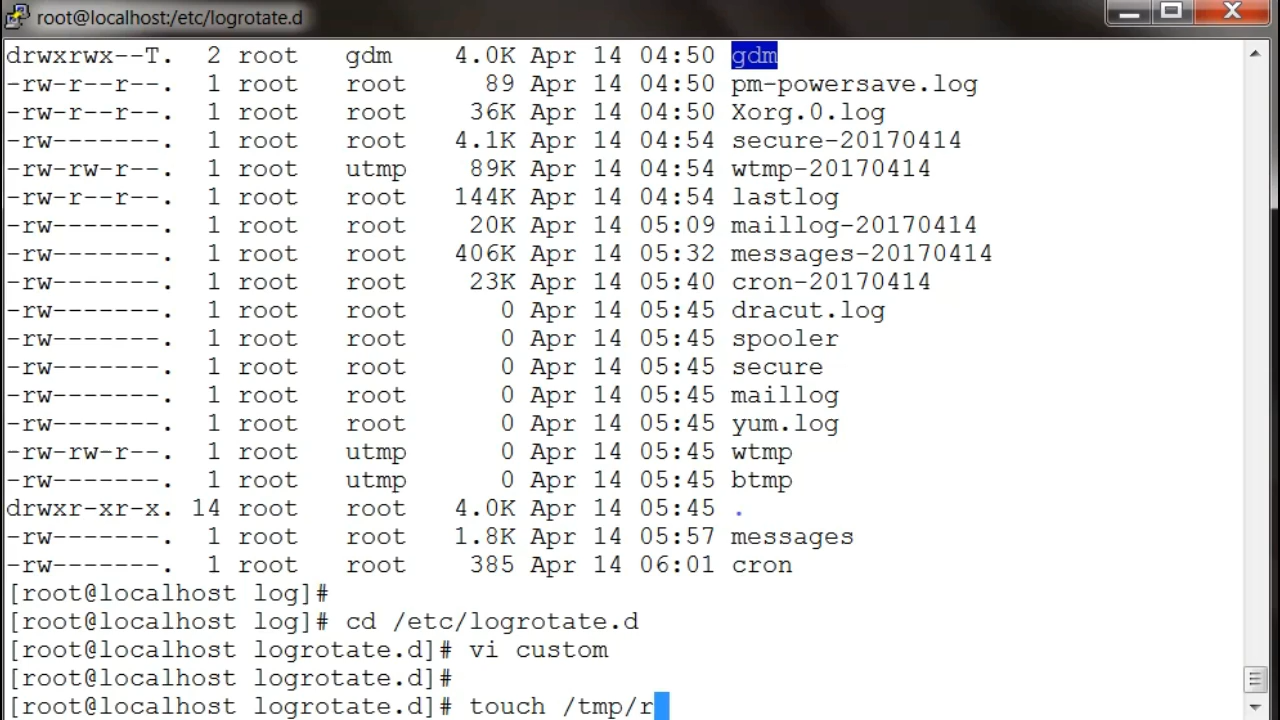 root@localhost:/etc/logrotate.d
drwxrwx--T. 2 root gdm 4.0K Apr 14 04:50 gdm
-rw-r--r--. 1 root root 89 Apr 14 04:50 pm-powersave.log
-rw-r--r--. 1 root root 36K Apr 14 04:50 Xorg.0.log
-rw-------. 1 root root 4.1K Apr 14 04:54 secure-20170414
-rw-rw-r--. 1 root utmp 89K Apr 14 04:54 wtmp-20170414
-rw-r--r--. 1 root root 144K Apr 14 04:54 lastlog
-rw-------. 1 root root 20K Apr 14 05:09 maillog-20170414
-rw-------. 1 root root 406K Apr 14 05:32 messages-20170414
-rw-------. 1 root root 23K Apr 14 05:40 cron-20170414
-rw-------. 1 root root 0 Apr 14 05:45 dracut.log
-rw-------. 1 root root 0 Apr 14 05:45 spooler
-rw-------. 1 root root 0 Apr 14 05:45 secure
-rw-------. 1 root root 0 Apr 14 05:45 maillog
-rw-------. 1 root root 0 Apr 14 05:45 yum.log
-rw-rw-r--. 1 root utmp 0 Apr 14 05:45 wtmp
-rw-------. 1 root utmp 0 Apr 14 05:45 btmp
drwxr-xr-x. 14 root root 4.0K Apr 14 05:45 .
-rw-------. 1 root root 1.8K Apr 14 05:57 messages
-rw-------. 1 root root 385 Apr 14 06:01 cron
[root@localhost log]#
[root@localhost log]# cd /etc/logrotate.d
[root@localhost logrotate.d]# vi custom
[root@localhost logrotate.d]#
[root@localhost logrotate.d]# touch /tmp/r